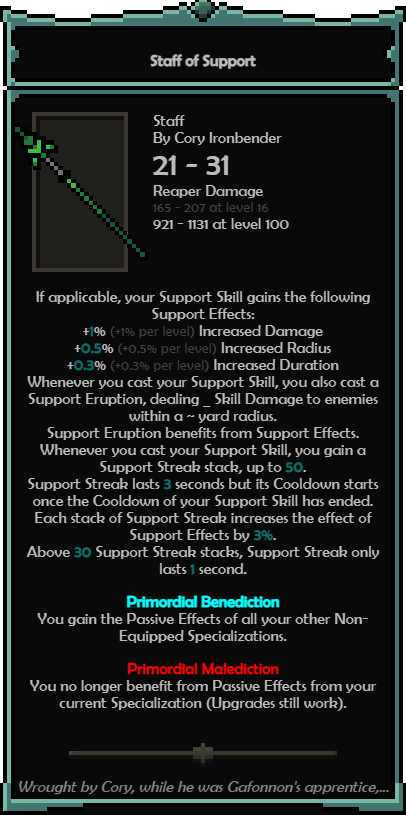 Staff of Support
Staff
By Cory Ironbender
21 - 31
Reaper Damage
165 - 207 at level 16
921 - 1131 at level 100
If applicable, your Support Skill gains the following
Support Effects:
+1% (+1% per level) Increased Damage
+0.5% (+0.5% per level) Increased Radius
+0.3% (+0.3% per level) Increased Duration
Whenever you cast your Support Skill, you also cast a
Support Eruption, dealing _ Skill Damage to enemies
within a ~ yard radius.
Support Eruption benefits from Support Effects.
Whenever you cast your Support Skill, you gain a
Support Streak stack, up to 50.
Support Streak lasts 3 seconds but its Cooldown starts
once the Cooldown of your Support Skill has ended.
Each stack of Support Streak increases the effect of
Support Effects by 3%.
Above 30 Support Streak stacks, Support Streak only
lasts 1 second.
Primordial Benediction
You gain the Passive Effects of all your other Non-
Equipped Specializations.
Primordial Malediction
You no longer benefit from Passive Effects from your
current Specialization (Upgrades still work).
Wrought by Cory, while he was Gafonnon's apprentice,...